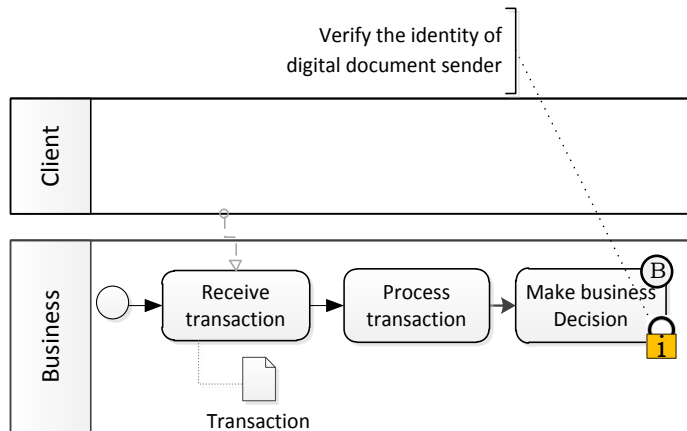 Verify the identity of
digital document sender
Client
Business
Receive
transaction
Process
transaction
Make business
Decision
B
i
Transaction